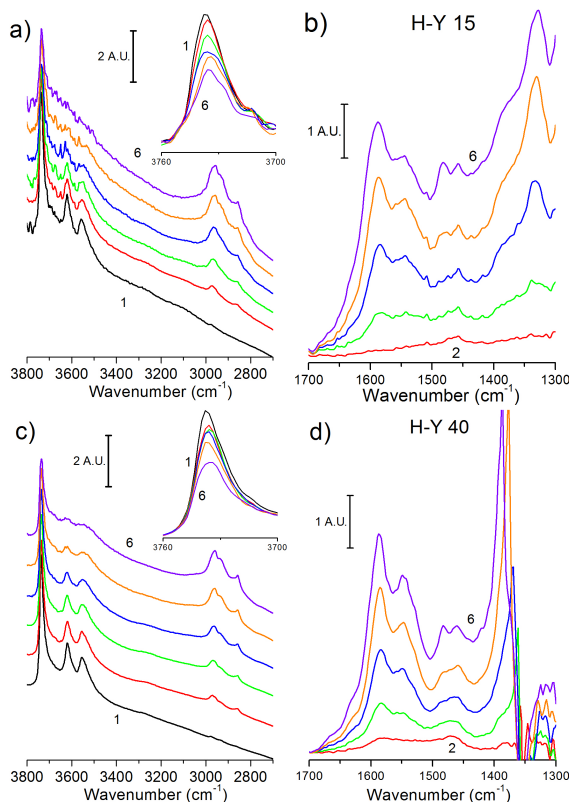 a)
2 A.U.
1
6
3760 3700
6
1
3800 3600 3400 3200 3000 2800
Wavenumber (cm-1)
b) H-Y 15
1 A.U.
6
2
1700 1600 1500 1400 1300
Wavenumber (cm-1)
c)
2 A.U.
1
6
3760 3700
6
1
3800 3600 3400 3200 3000 2800
Wavenumber (cm-1)
d) H-Y 40
1 A.U.
6
2
1700 1600 1500 1400 1300
Wavenumber (cm-1)